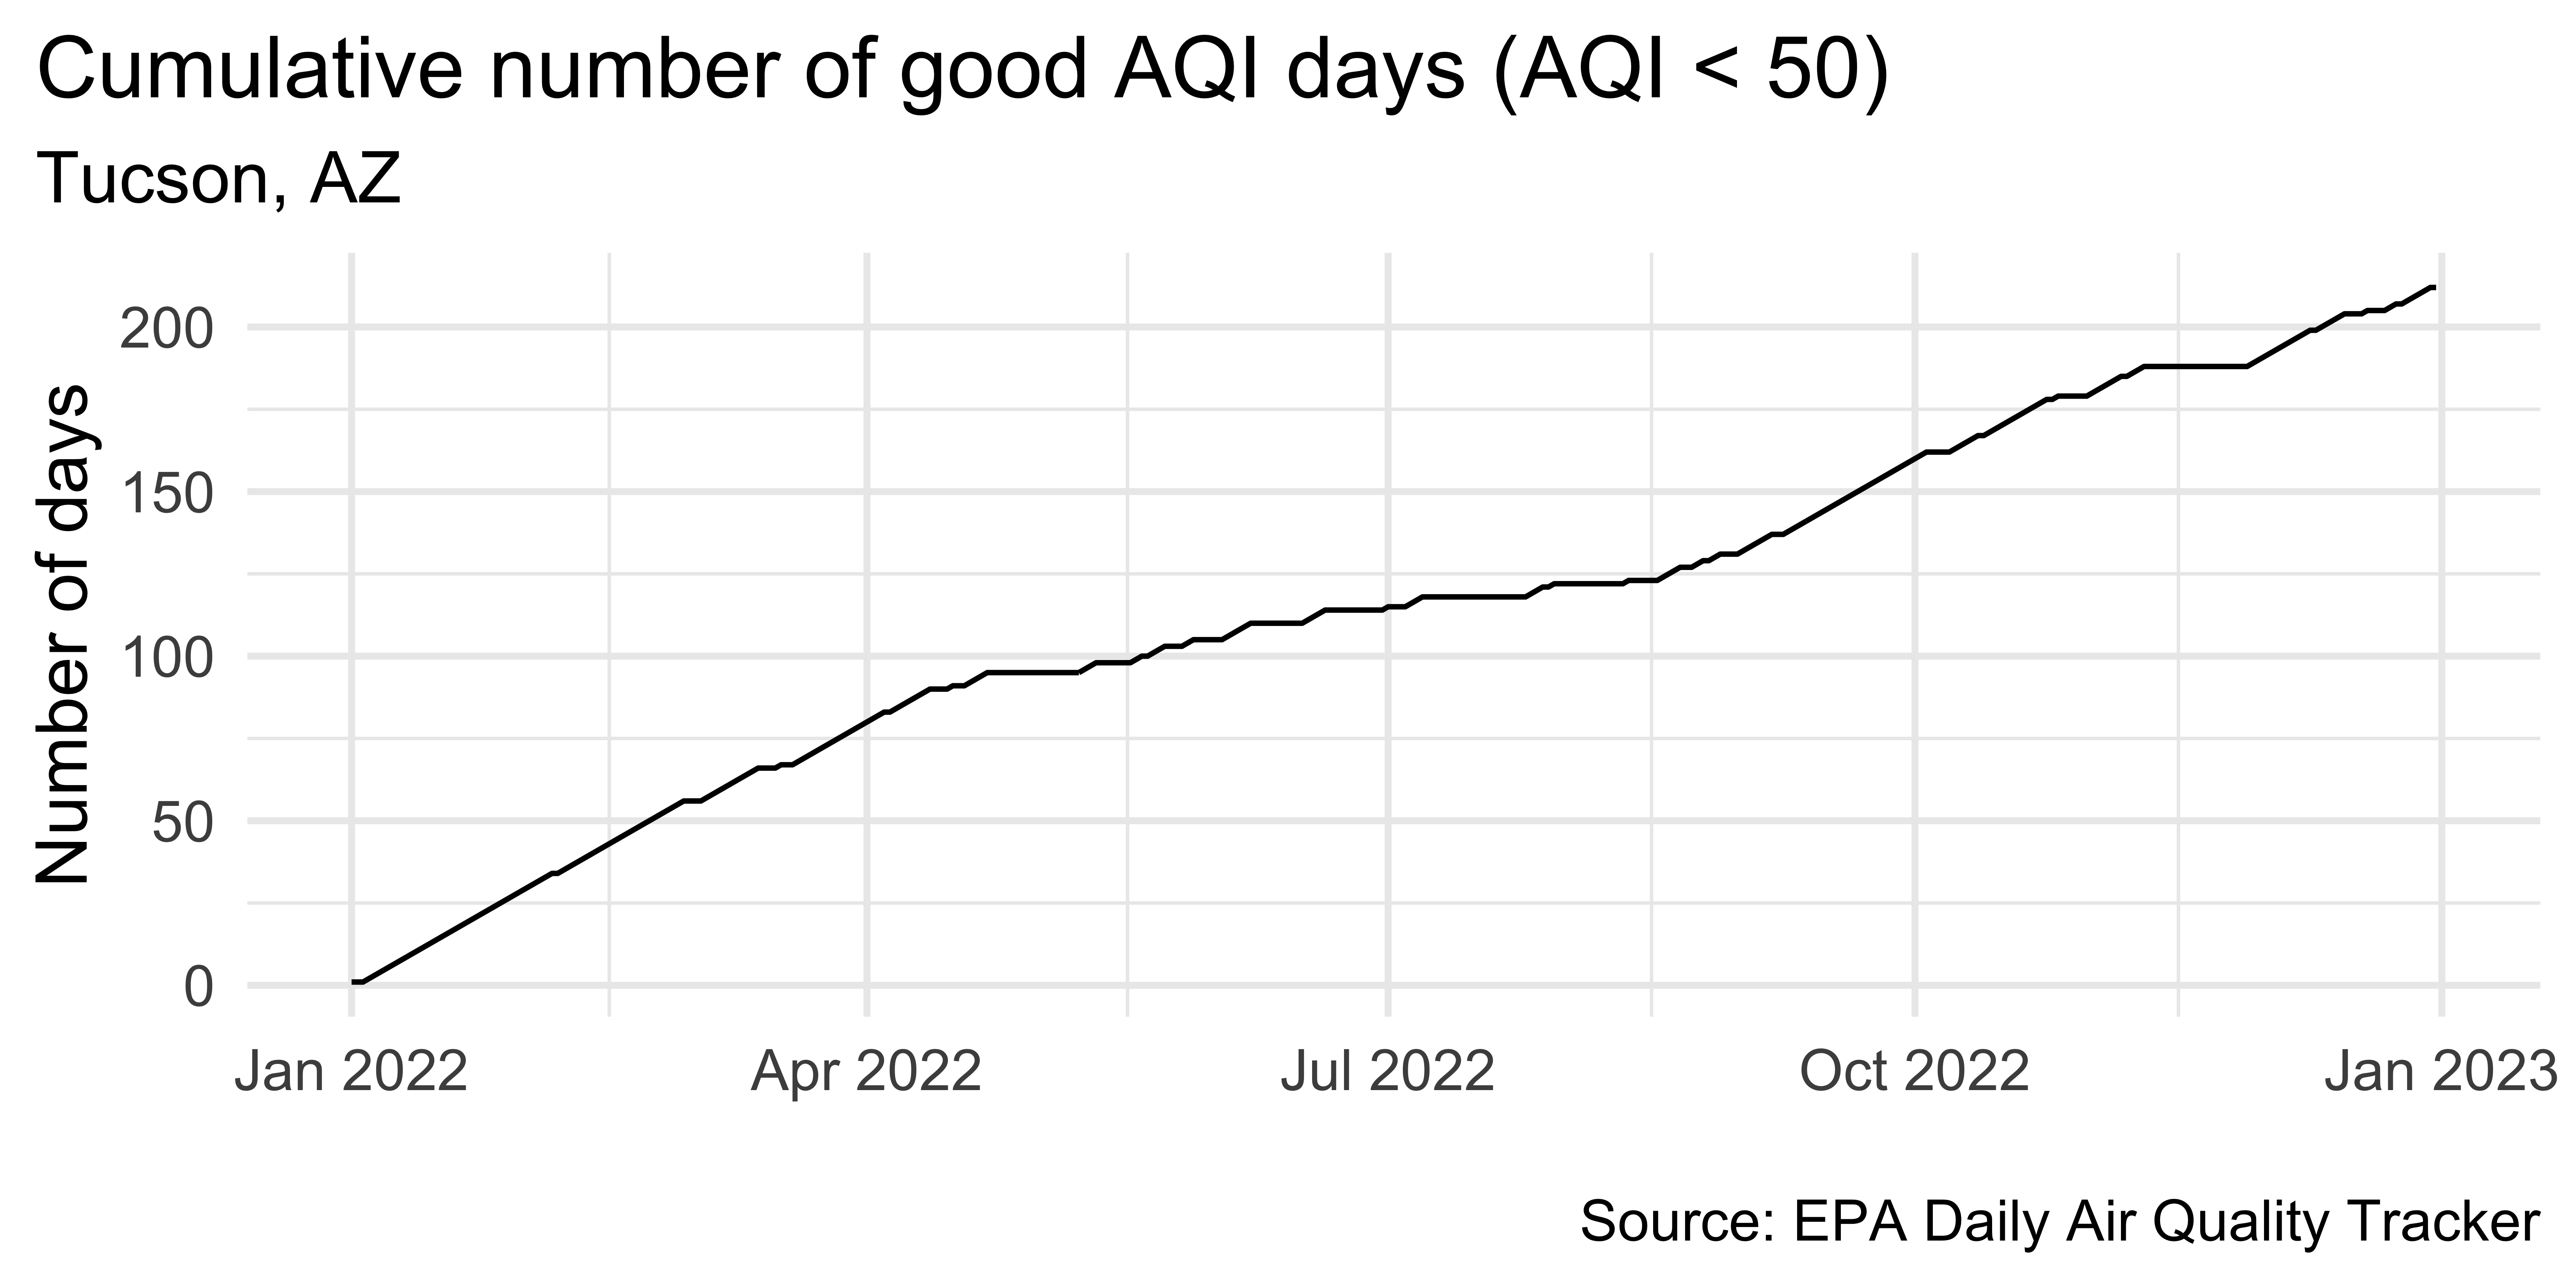 Cumulative number of good AQI days (AQI < 50)
Tucson, AZ
Number of days
200
150
100
50
0
Jan 2022 Apr 2022 Jul 2022 Oct 2022 Jan 2023
Source: EPA Daily Air Quality Tracker